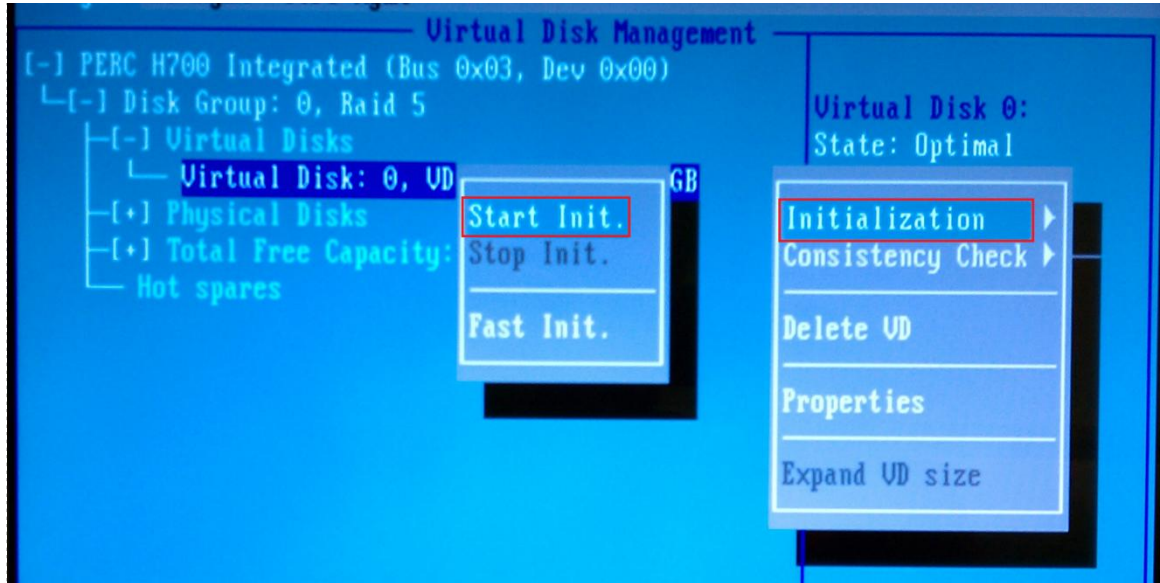 Virtual Disk Management
[-] PERC H700 Integrated (Bus 0x03, Dev 0x00)
[-] Disk Group: 0, Raid 5
[-] Virtual Disks
Virtual Disk: 0, VD GB
[+] Physical Disks
[+] Total Free Capacity:
Hot spares
Start Init.
Stop Init.
Fast Init.
Virtual Disk 0:
State: Optimal
Initialization
Consistency Check
Delete VD
Properties
Expand VD size